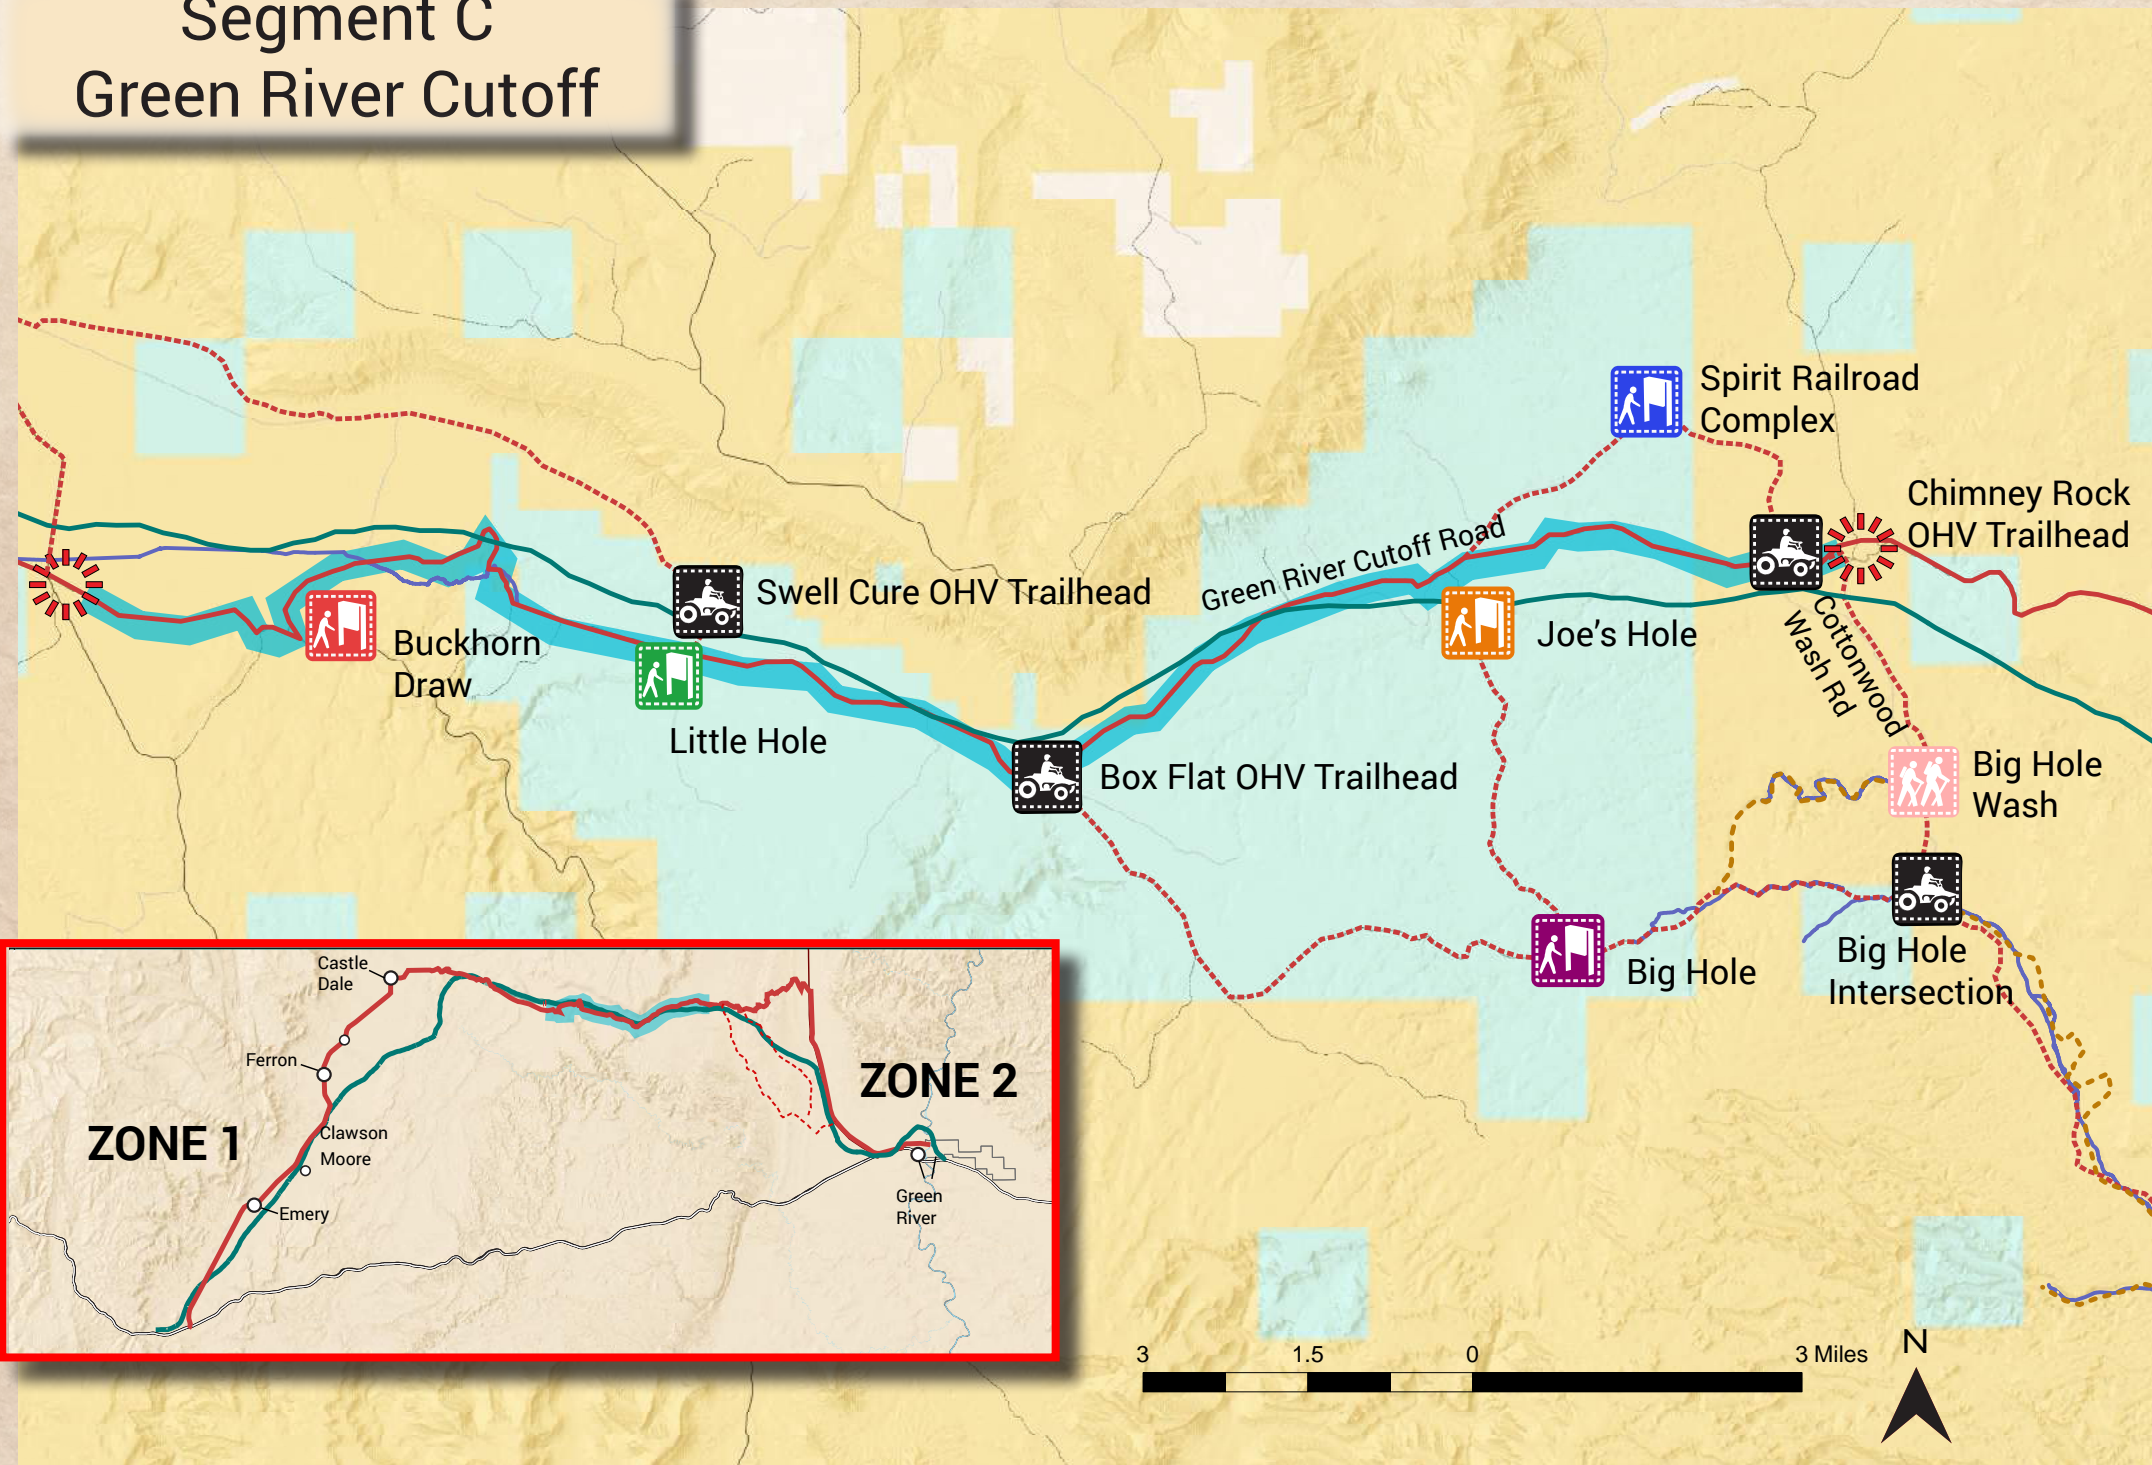 Segment C
Green River Cutoff
Spirit Railroad
Complex
Chimney Rock
OHV Trailhead
Green River Cutoff Road
Swell Cure OHV Trailhead
Buckhorn
Draw
Joe's Hole
Cottonwood
Wash Rd
Little Hole
Box Flat OHV Trailhead
Big Hole
Wash
Big Hole
Big Hole
Intersection
Castle
Dale
Ferron
ZONE 2
ZONE 1
Clawson
Moore
Green
River
Emery
3
1.5
0
3 Miles
N